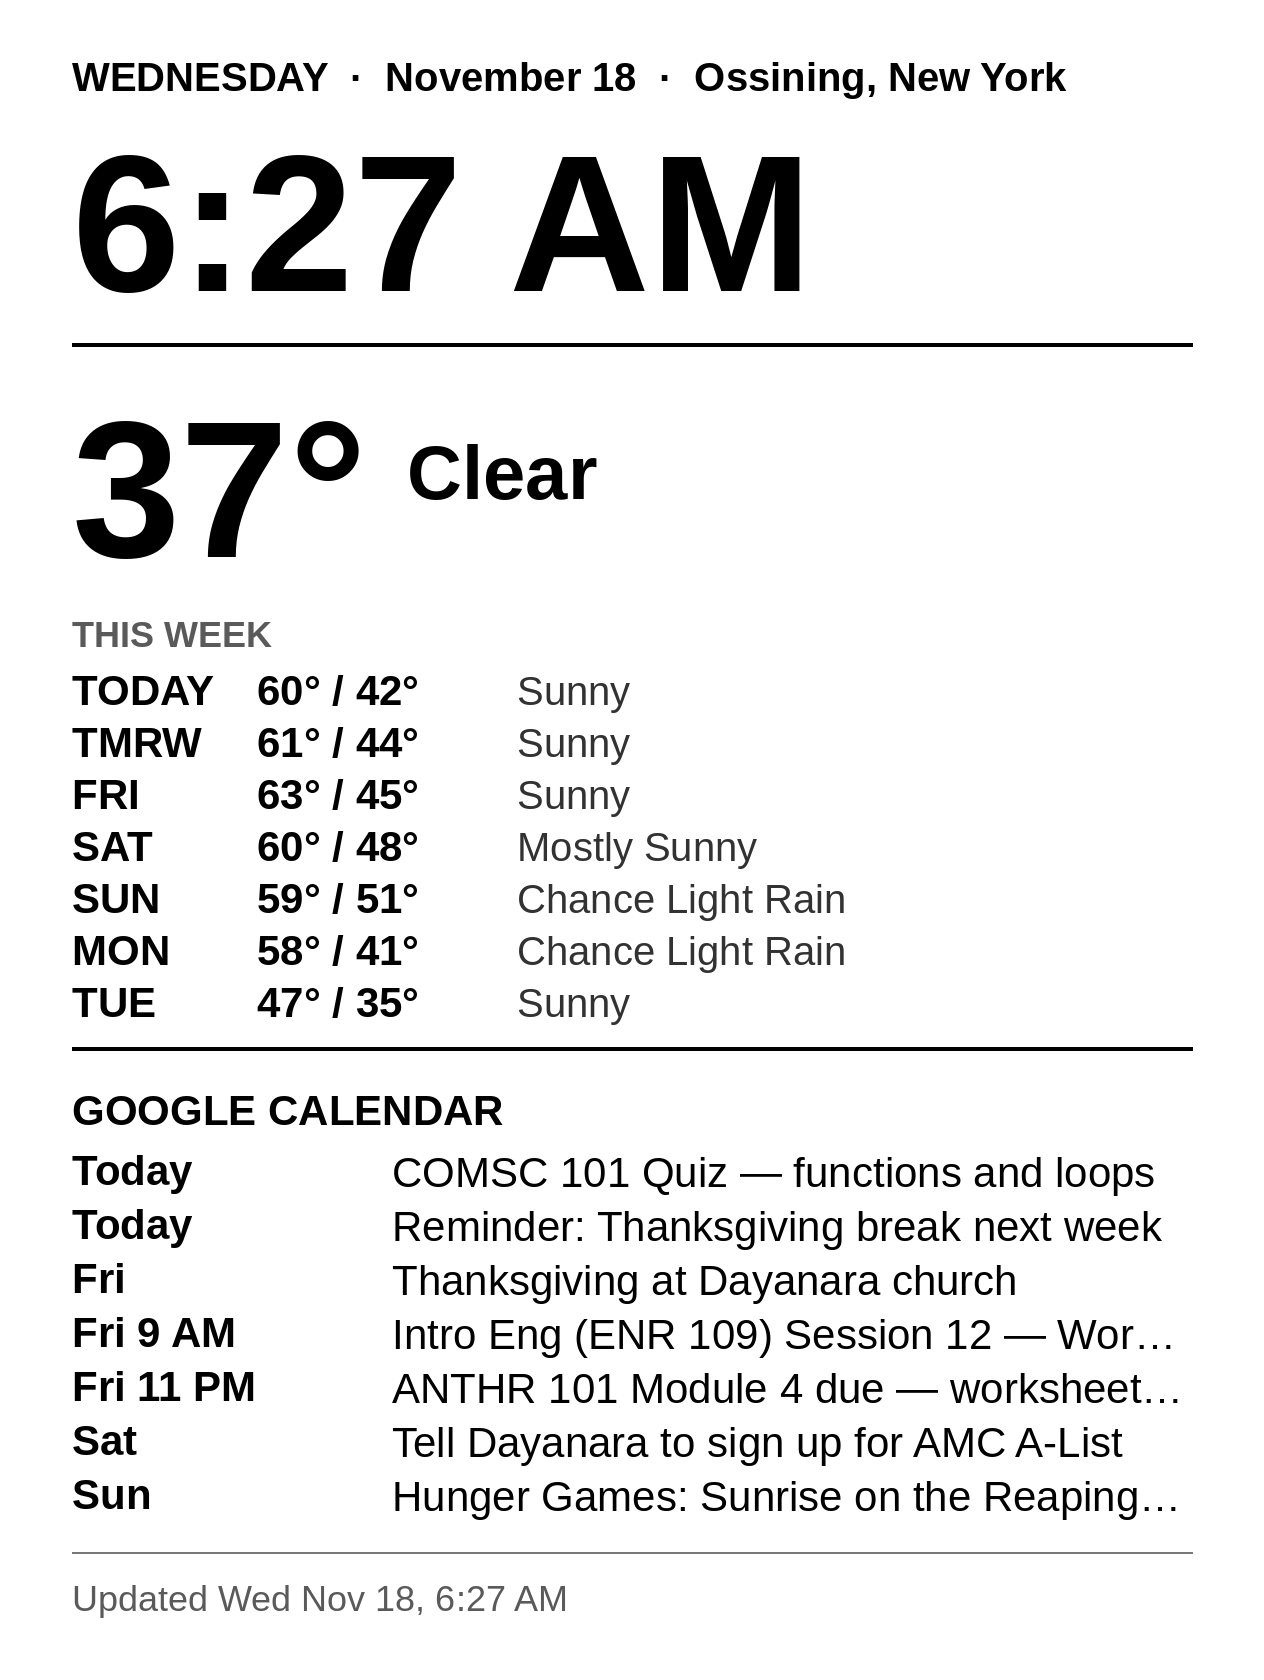 WEDNESDAY · November 18 · Ossining, New York
6:27 AM
37° Clear
THIS WEEK
TODAY 60° / 42° Sunny
TMRW 61° / 44° Sunny
FRI 63° / 45° Sunny
SAT 60° / 48° Mostly Sunny
SUN 59° / 51° Chance Light Rain
MON 58° / 41° Chance Light Rain
TUE 47° / 35° Sunny
GOOGLE CALENDAR
Today COMSC 101 Quiz — functions and loops
Today Reminder: Thanksgiving break next week
Fri Thanksgiving at Dayanara church
Fri 9 AM Intro Eng (ENR 109) Session 12 — Wor…
Fri 11 PM ANTHR 101 Module 4 due — worksheet…
Sat Tell Dayanara to sign up for AMC A-List
Sun Hunger Games: Sunrise on the Reaping…
Updated Wed Nov 18, 6:27 AM